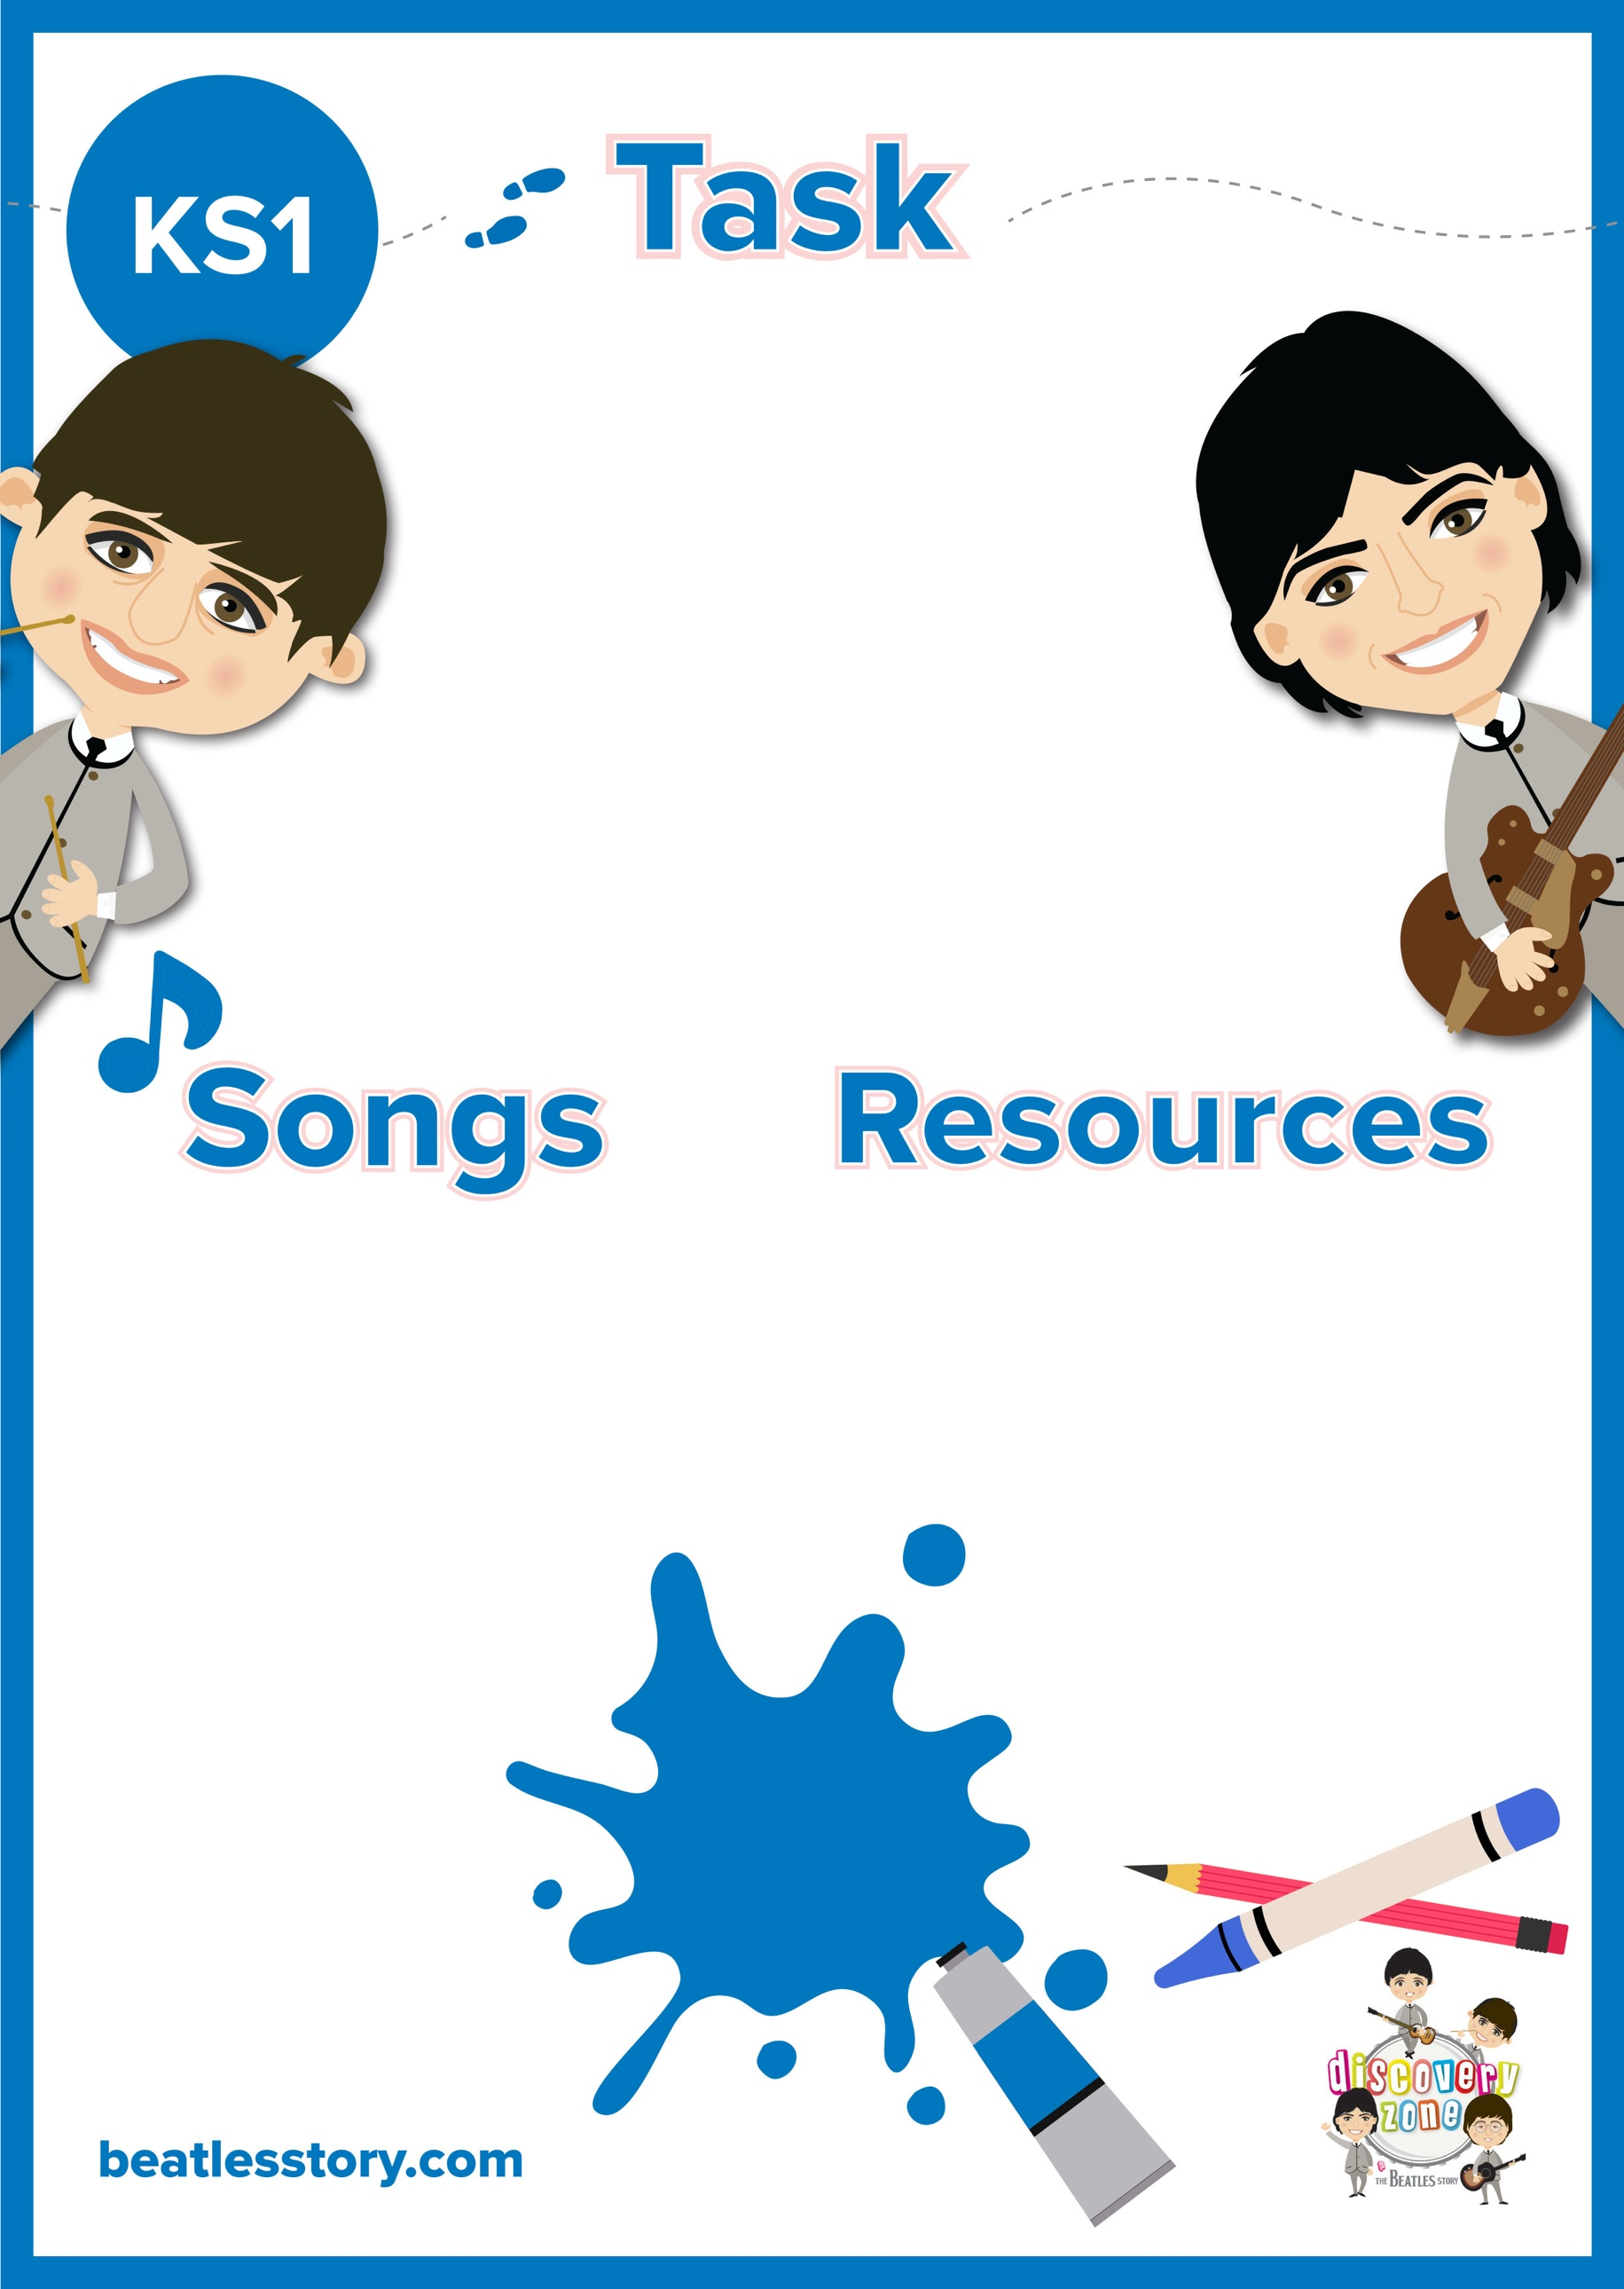 KS1
Task
Songs
Resources
beatlesstory.com
discovery
zone
THE BEATLES STORY